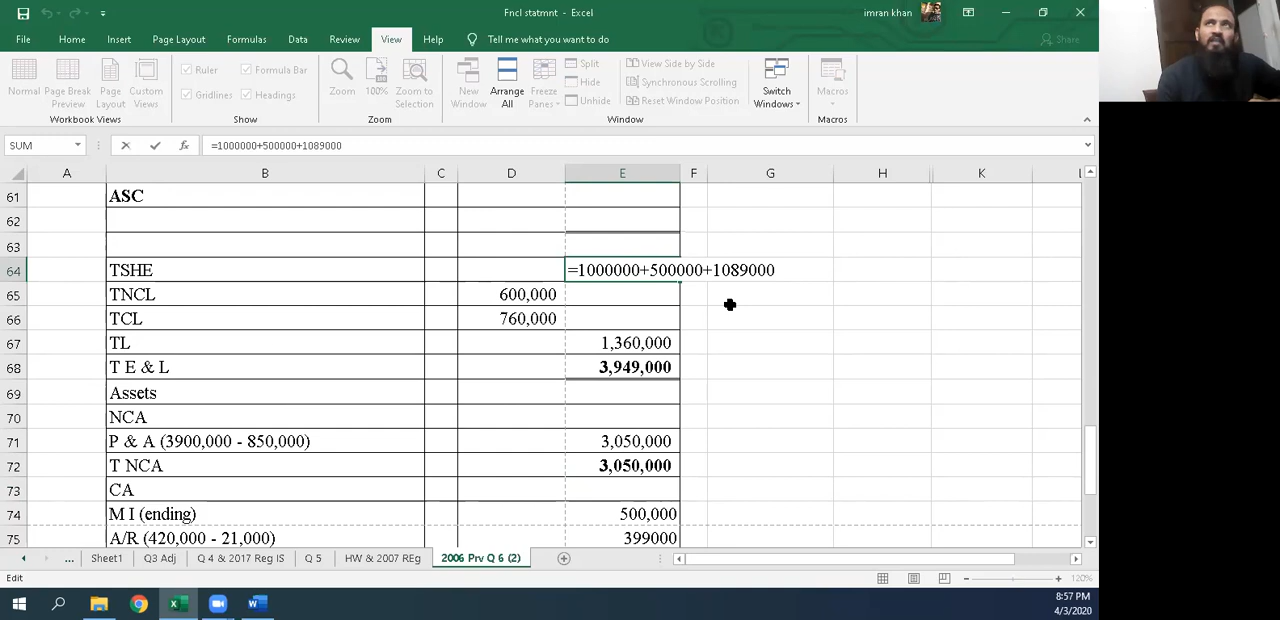 Fncl statmnt - Excel
imran khan
File Home Insert Page Layout Formulas Data Review View Help Tell me what you want to do Share
Normal Page Break Preview Page Layout Custom Views
Ruler Formula Bar
Gridlines Headings
Zoom 100% Zoom to Selection
New Window Arrange All Freeze Panes
Split
Hide
Unhide
View Side by Side
Synchronous Scrolling
Reset Window Position
Switch Windows
Macros
Workbook Views Show Zoom Window Macros
SUM fx =1000000+500000+1089000
A B C D E F G H K
61 ASC
62
63
64 TSHE =1000000+500000+1089000
65 TNCL 600,000
66 TCL 760,000
67 TL 1,360,000
68 T E & L 3,949,000
69 Assets
70 NCA
71 P & A (3900,000 - 850,000) 3,050,000
72 T NCA 3,050,000
73 CA
74 M I (ending) 500,000
75 A/R (420,000 - 21,000) 399000
... Sheet1 Q3 Adj Q 4 & 2017 Reg IS Q 5 HW & 2007 REg 2006 Prv Q 6 (2)
Edit 120%
8:57 PM
4/3/2020